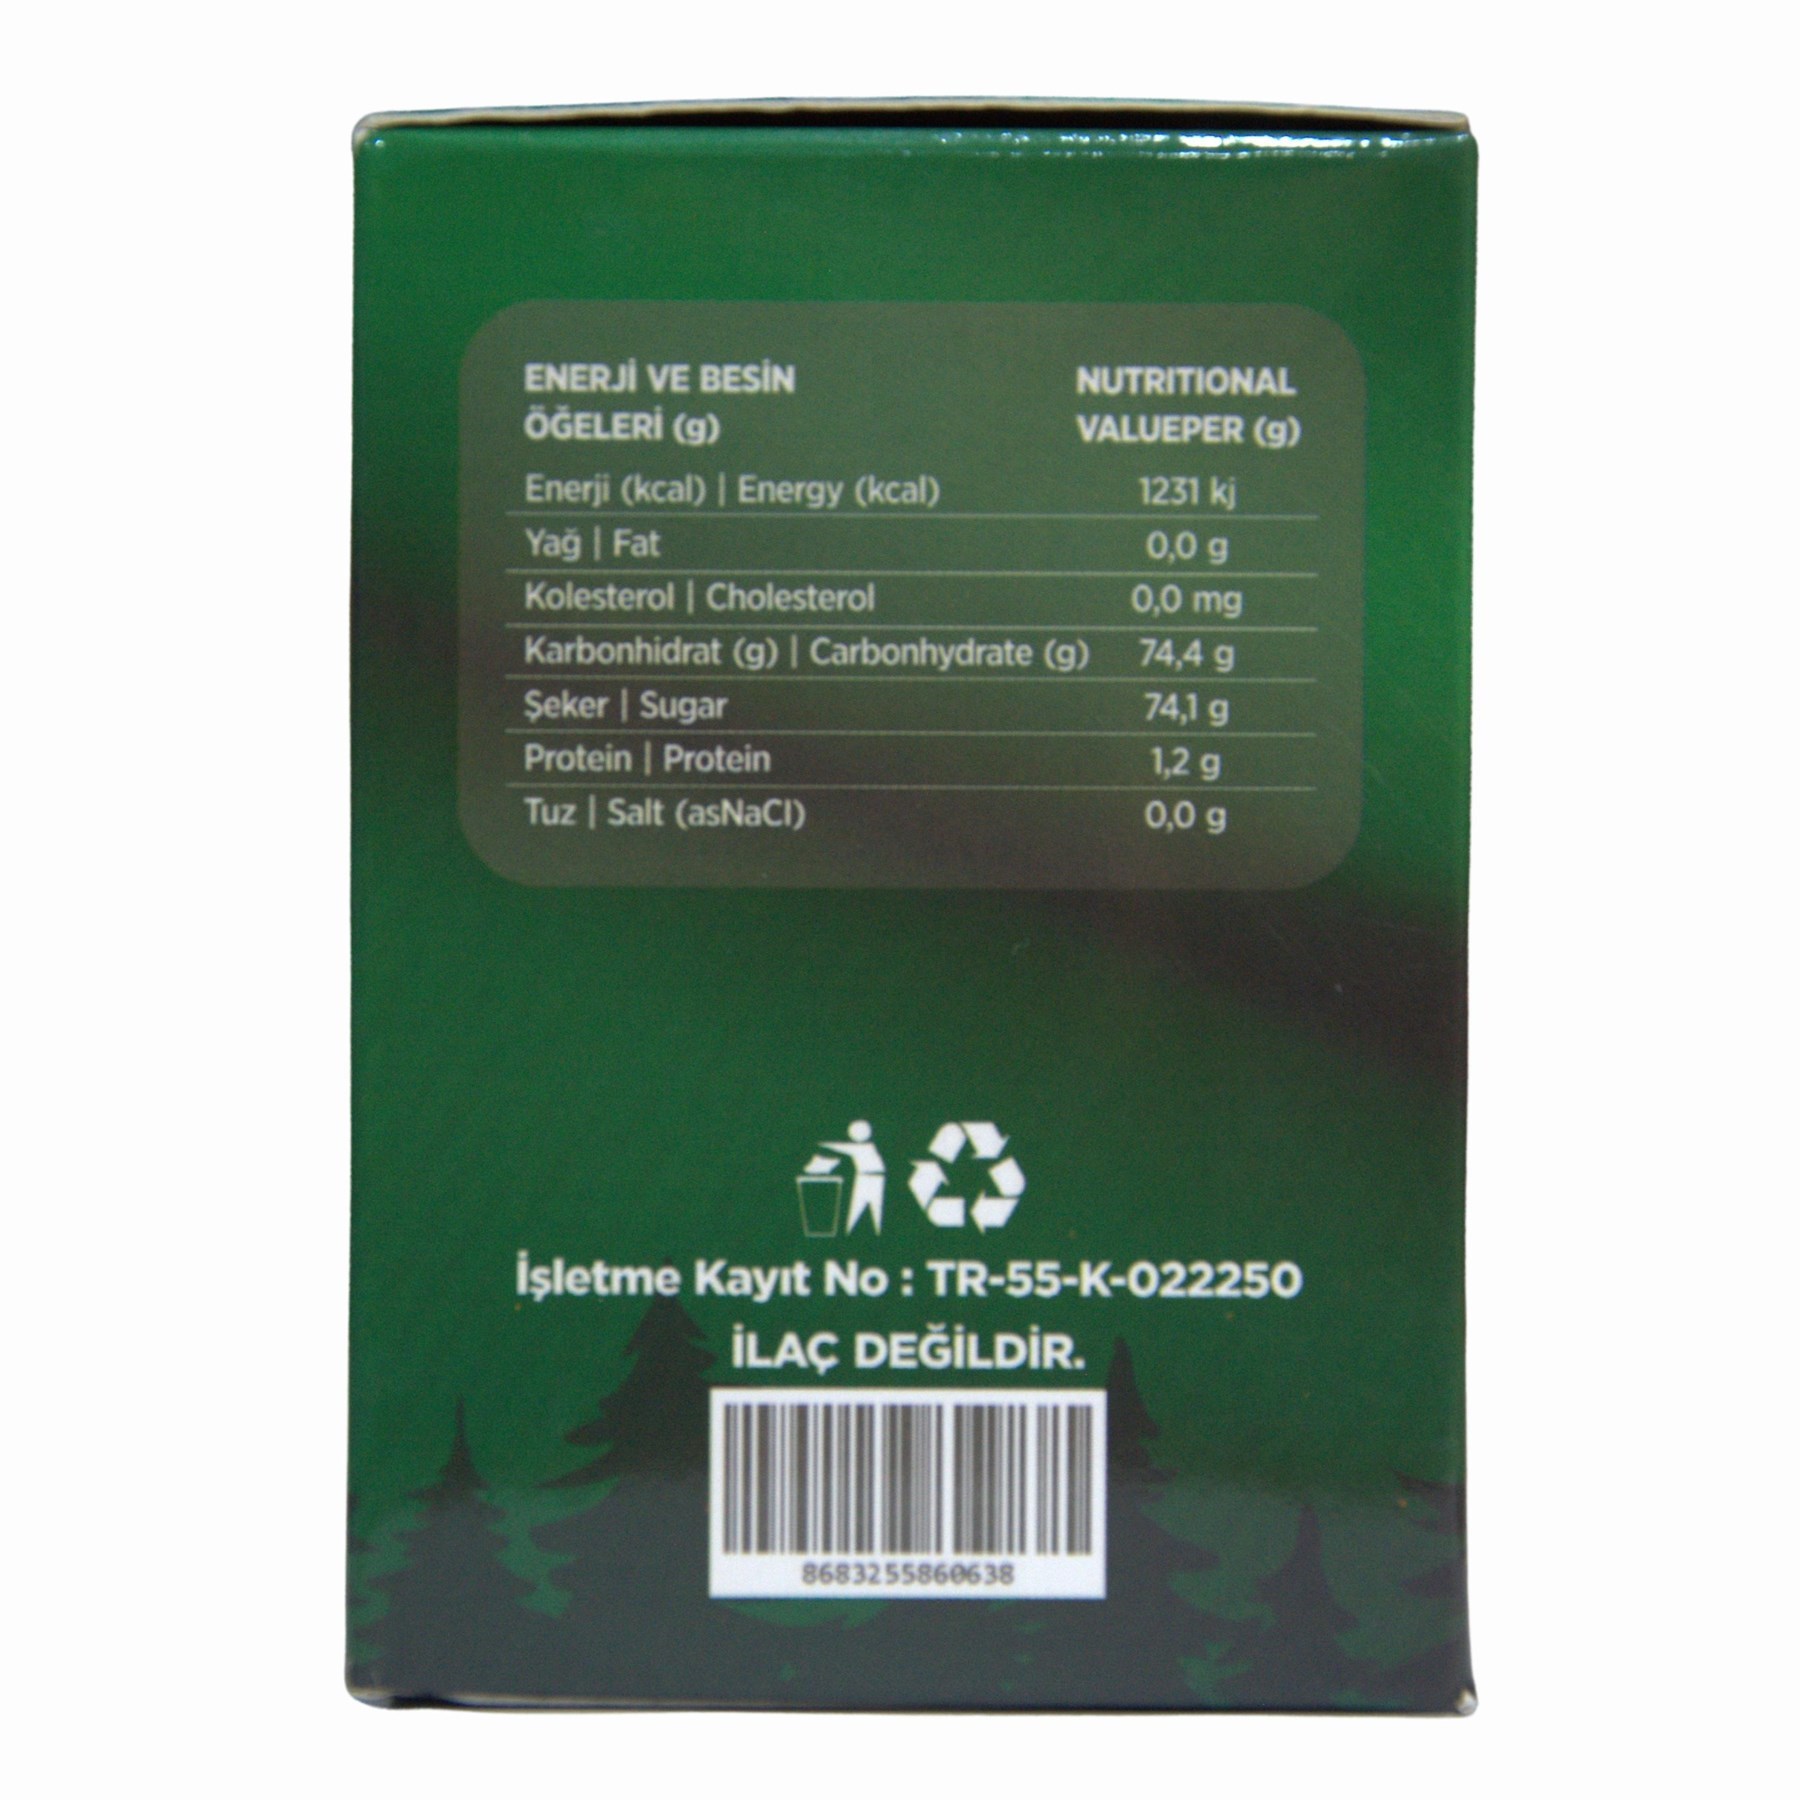 ENERJİ VE BESİN
ÖĞELERİ (g)
NUTRITIONAL
VALUEPER (g)
Enerji (kcal) | Energy (kcal) 1231 kj
Yağ | Fat 0,0 g
Kolesterol | Cholesterol 0,0 mg
Karbonhidrat (g) | Carbonhydrate (g) 74,4 g
Şeker | Sugar 74,1 g
Protein | Protein 1,2 g
Tuz | Salt (asNaCl) 0,0 g
İşletme Kayıt No : TR-55-K-022250
İLAÇ DEĞİLDİR.
8683255860638